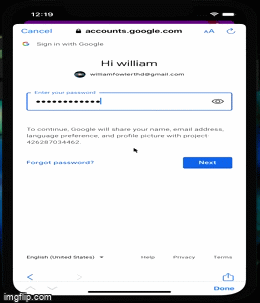 12:19
Cancel
accounts.google.com
AA
G Sign in with Google
Hi william
williamfowlerthd@gmail.com
Enter your password
••••••••••••
To continue, Google will share your name, email address,
language preference, and profile picture with project-
426287034462.
Forgot password?
Next
English (United States)
Help
Privacy
Terms
Done
imgflip.com